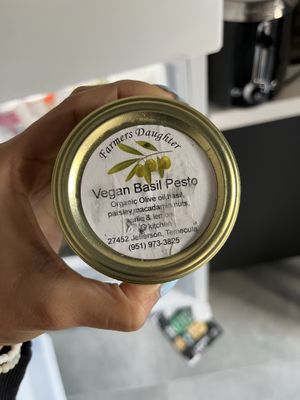 Farmers Daughter
Vegan Basil Pesto
Organic Olive oil, basil,
parsley, macadamia nuts,
garlic & lemon
kitchen
27452 Jefferson, Temecula
(951) 973-3825